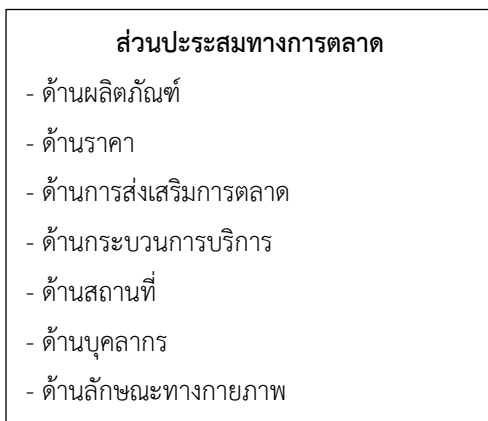 ส่วนประระสมทางการตลาด
- ด้านผลิตภัณฑ์
- ด้านราคา
- ด้านการส่งเสริมการตลาด
- ด้านกระบวนการบริการ
- ด้านสถานที่
- ด้านบุคลากร
- ด้านลักษณะทางกายภาพ